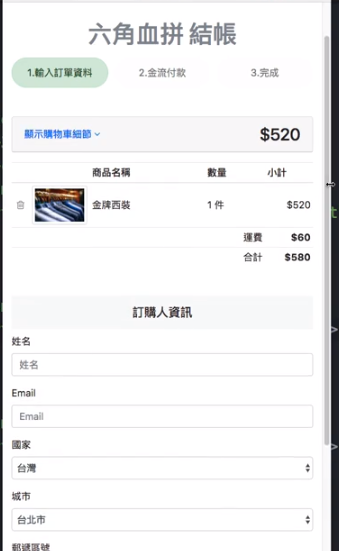 六角血拼 結帳
1.輸入訂單資料 2.金流付款 3.完成
顯示購物車細節 $520
商品名稱 數量 小計
金牌西裝 1 件 $520
運費 $60
合計 $580
訂購人資訊
姓名
姓名
Email
Email
國家
台灣
城市
台北市
郵遞區號